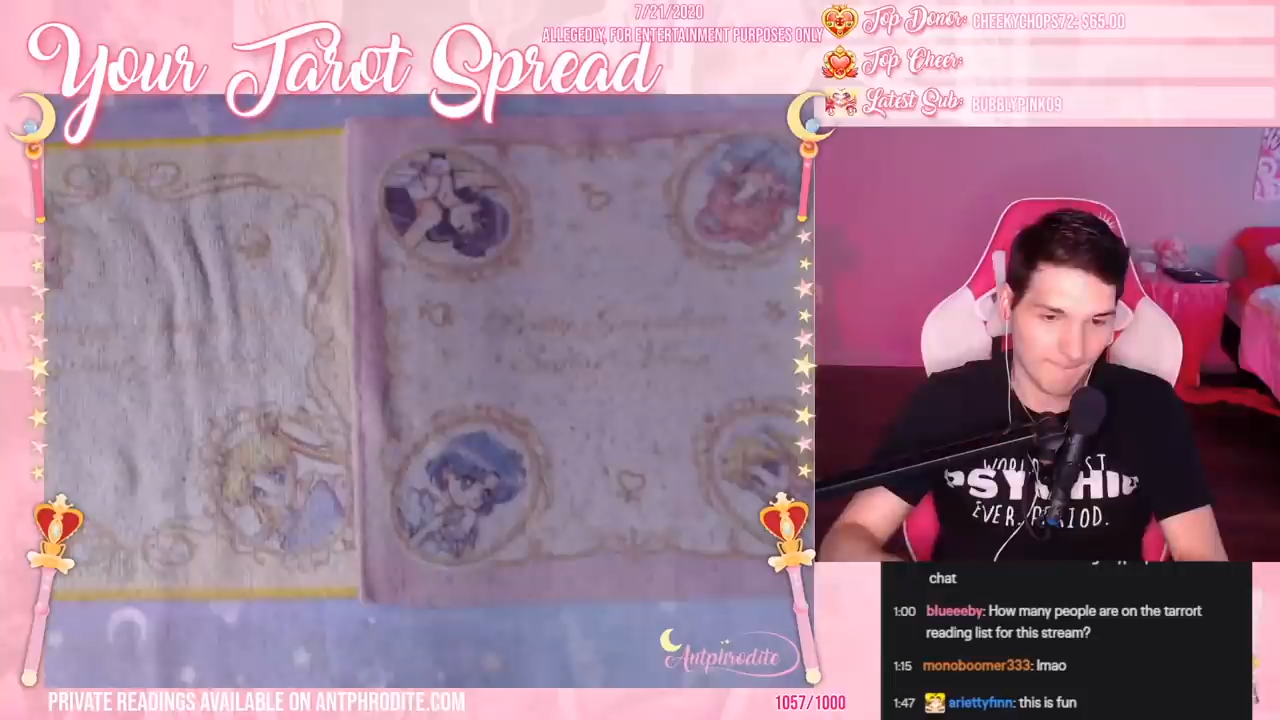 7/21/2020
ALLEGEDLY, FOR ENTERTAINMENT PURPOSES ONLY
Your Tarot Spread
Top Donor: CHEEKYCHOPS72: $65.00
Top Cheer:
Latest Sub: BUBBLYPINK09
WOR ST
PSYCHIC
EVER. PERIOD.
chat
1:00 blueeeby: How many people are on the tarrort
reading list for this stream?
1:15 monoboomer333: lmao
1:47 ariettyfinn: this is fun
Antphrodite
PRIVATE READINGS AVAILABLE ON ANTPHRODITE.COM
1057/1000